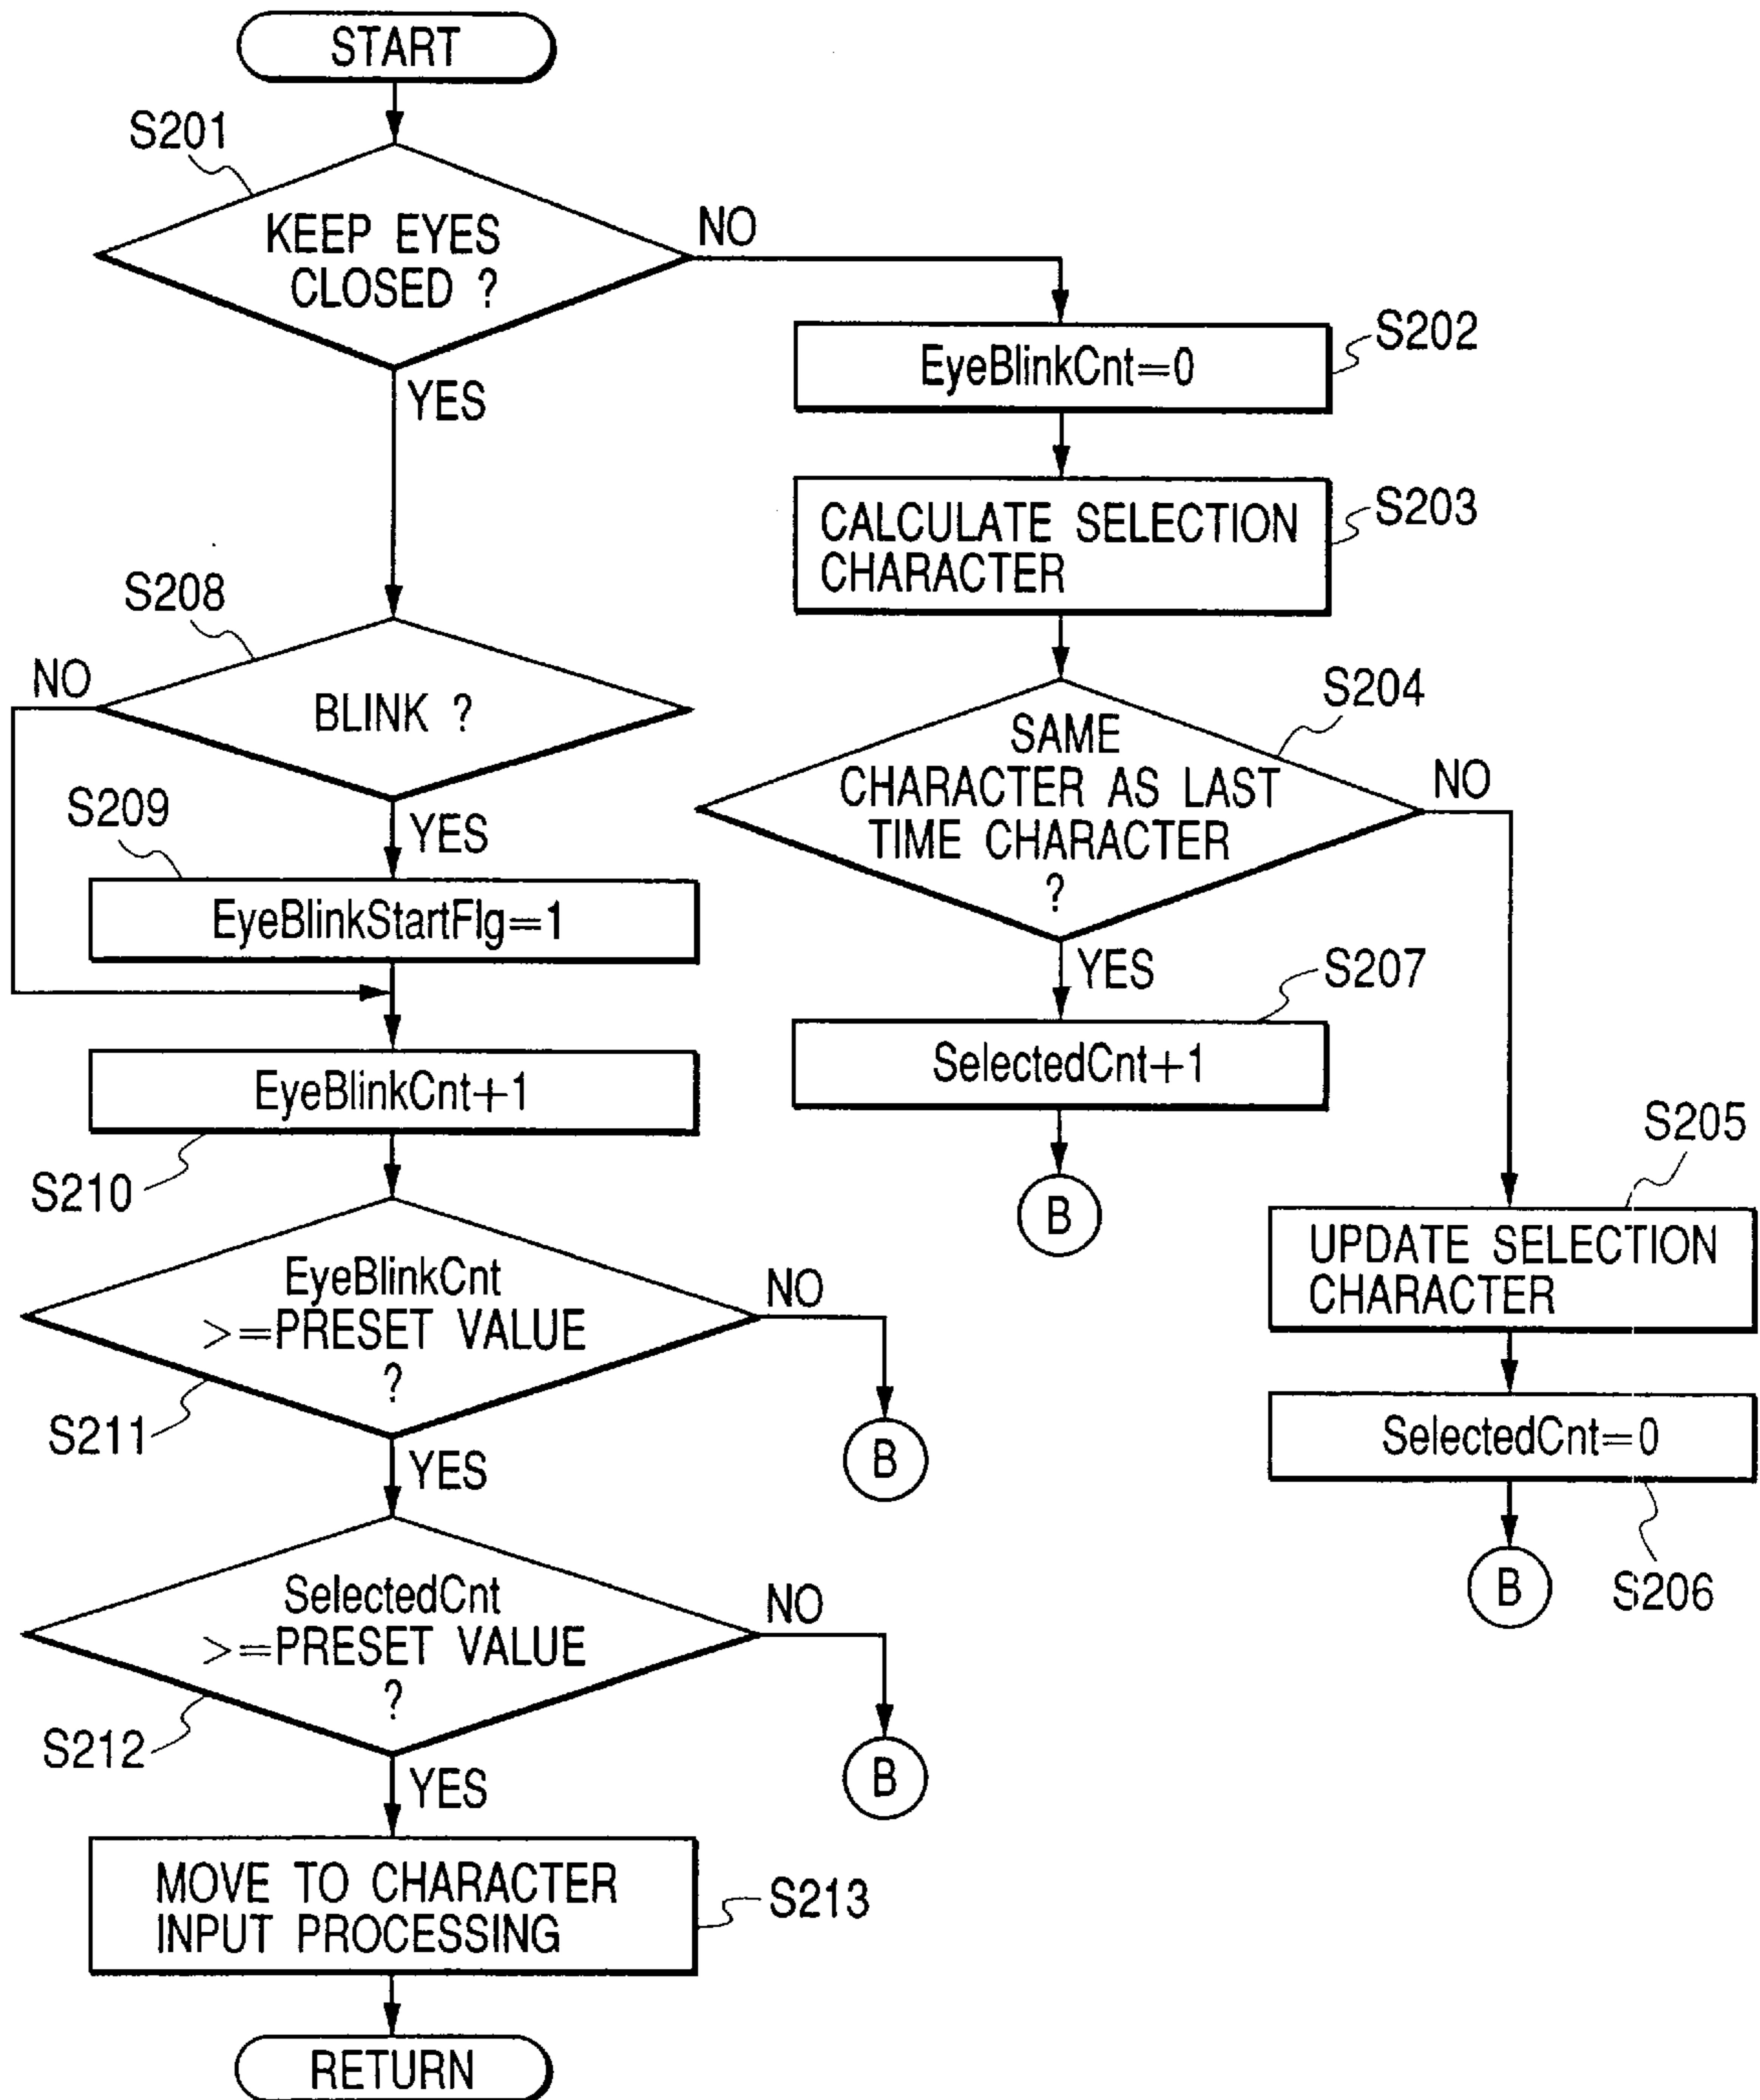 START
S201
KEEP EYES
CLOSED ?
NO
YES
EyeBlinkCnt=0
S202
CALCULATE SELECTION
CHARACTER
S203
S208
NO
BLINK ?
YES
S204
SAME
CHARACTER AS LAST
TIME CHARACTER
?
NO
YES
S209
EyeBlinkStartFlg=1
S207
SelectedCnt+1
B
EyeBlinkCnt+1
S210
S205
UPDATE SELECTION
CHARACTER
SelectedCnt=0
S206
B
EyeBlinkCnt
>=PRESET VALUE
?
NO
S211
YES
B
SelectedCnt
>=PRESET VALUE
?
NO
S212
YES
B
MOVE TO CHARACTER
INPUT PROCESSING
S213
RETURN